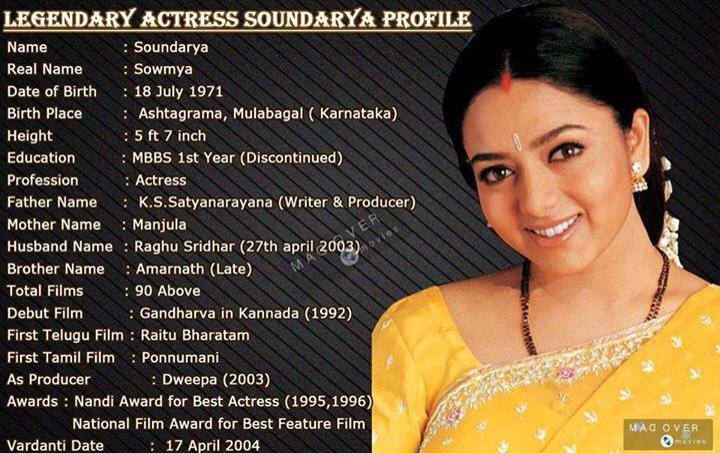 LEGENDARY ACTRESS SOUNDARYA PROFILE
Name : Soundarya
Real Name : Sowmya
Date of Birth : 18 July 1971
Birth Place : Ashtagrama, Mulabagal ( Karnataka)
Height : 5 ft 7 inch
Education : MBBS 1st Year (Discontinued)
Profession : Actress
Father Name : K.S.Satyanarayana (Writer & Producer)
Mother Name : Manjula
Husband Name : Raghu Sridhar (27th april 2003)
Brother Name : Amarnath (Late)
Total Films : 90 Above
Debut Film : Gandharva in Kannada (1992)
First Telugu Film : Raitu Bharatam
First Tamil Film : Ponnumani
As Producer : Dweepa (2003)
Awards : Nandi Award for Best Actress (1995,1996)
National Film Award for Best Feature Film
Vardanti Date : 17 April 2004
MAD OVER
movies
MAD OVER
movies